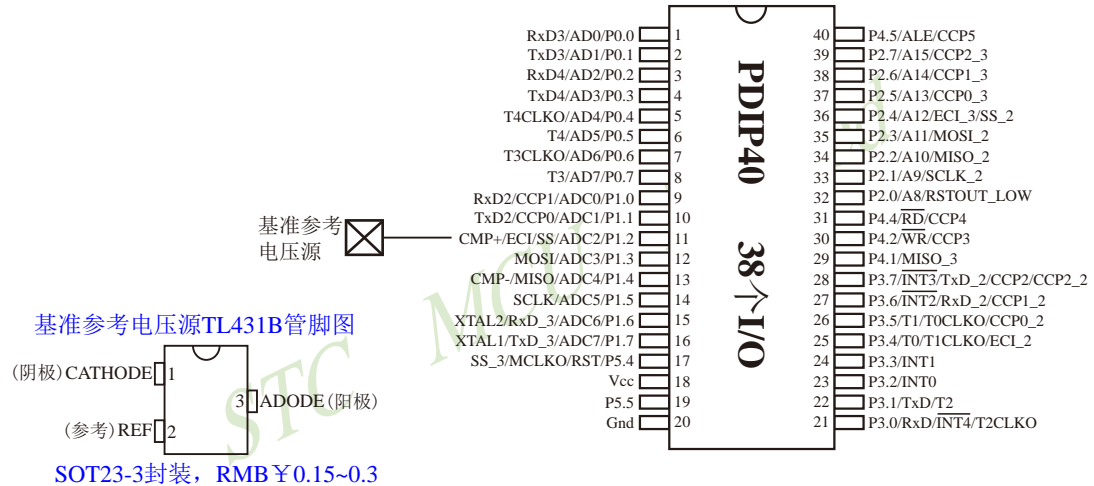 RxD3/AD0/P0.0 1
TxD3/AD1/P0.1 2
RxD4/AD2/P0.2 3
TxD4/AD3/P0.3 4
T4CLKO/AD4/P0.4 5
T4/AD5/P0.5 6
T3CLKO/AD6/P0.6 7
T3/AD7/P0.7 8
RxD2/CCP1/ADC0/P1.0 9
TxD2/CCP0/ADC1/P1.1 10
CMP+/ECI/SS/ADC2/P1.2 11
MOSI/ADC3/P1.3 12
CMP-/MISO/ADC4/P1.4 13
SCLK/ADC5/P1.5 14
XTAL2/RxD_3/ADC6/P1.6 15
XTAL1/TxD_3/ADC7/P1.7 16
SS_3/MCLKO/RST/P5.4 17
Vcc 18
P5.5 19
Gnd 20
PDIP40 38个I/O
40 P4.5/ALE/CCP5
39 P2.7/A15/CCP2_3
38 P2.6/A14/CCP1_3
37 P2.5/A13/CCP0_3
36 P2.4/A12/ECI_3/SS_2
35 P2.3/A11/MOSI_2
34 P2.2/A10/MISO_2
33 P2.1/A9/SCLK_2
32 P2.0/A8/RSTOUT_LOW
31 P4.4/RD/CCP4
30 P4.2/WR/CCP3
29 P4.1/MISO_3
28 P3.7/INT3/TxD_2/CCP2/CCP2_2
27 P3.6/INT2/RxD_2/CCP1_2
26 P3.5/T1/T0CLKO/CCP0_2
25 P3.4/T0/T1CLKO/ECI_2
24 P3.3/INT1
23 P3.2/INT0
22 P3.1/TxD/T2
21 P3.0/RxD/INT4/T2CLKO
基准参考
电压源
基准参考电压源TL431B管脚图
(阴极)CATHODE 1
3 ADODE(阳极)
(参考)REF 2
SOT23-3封装，RMB￥0.15~0.3
STC MCU